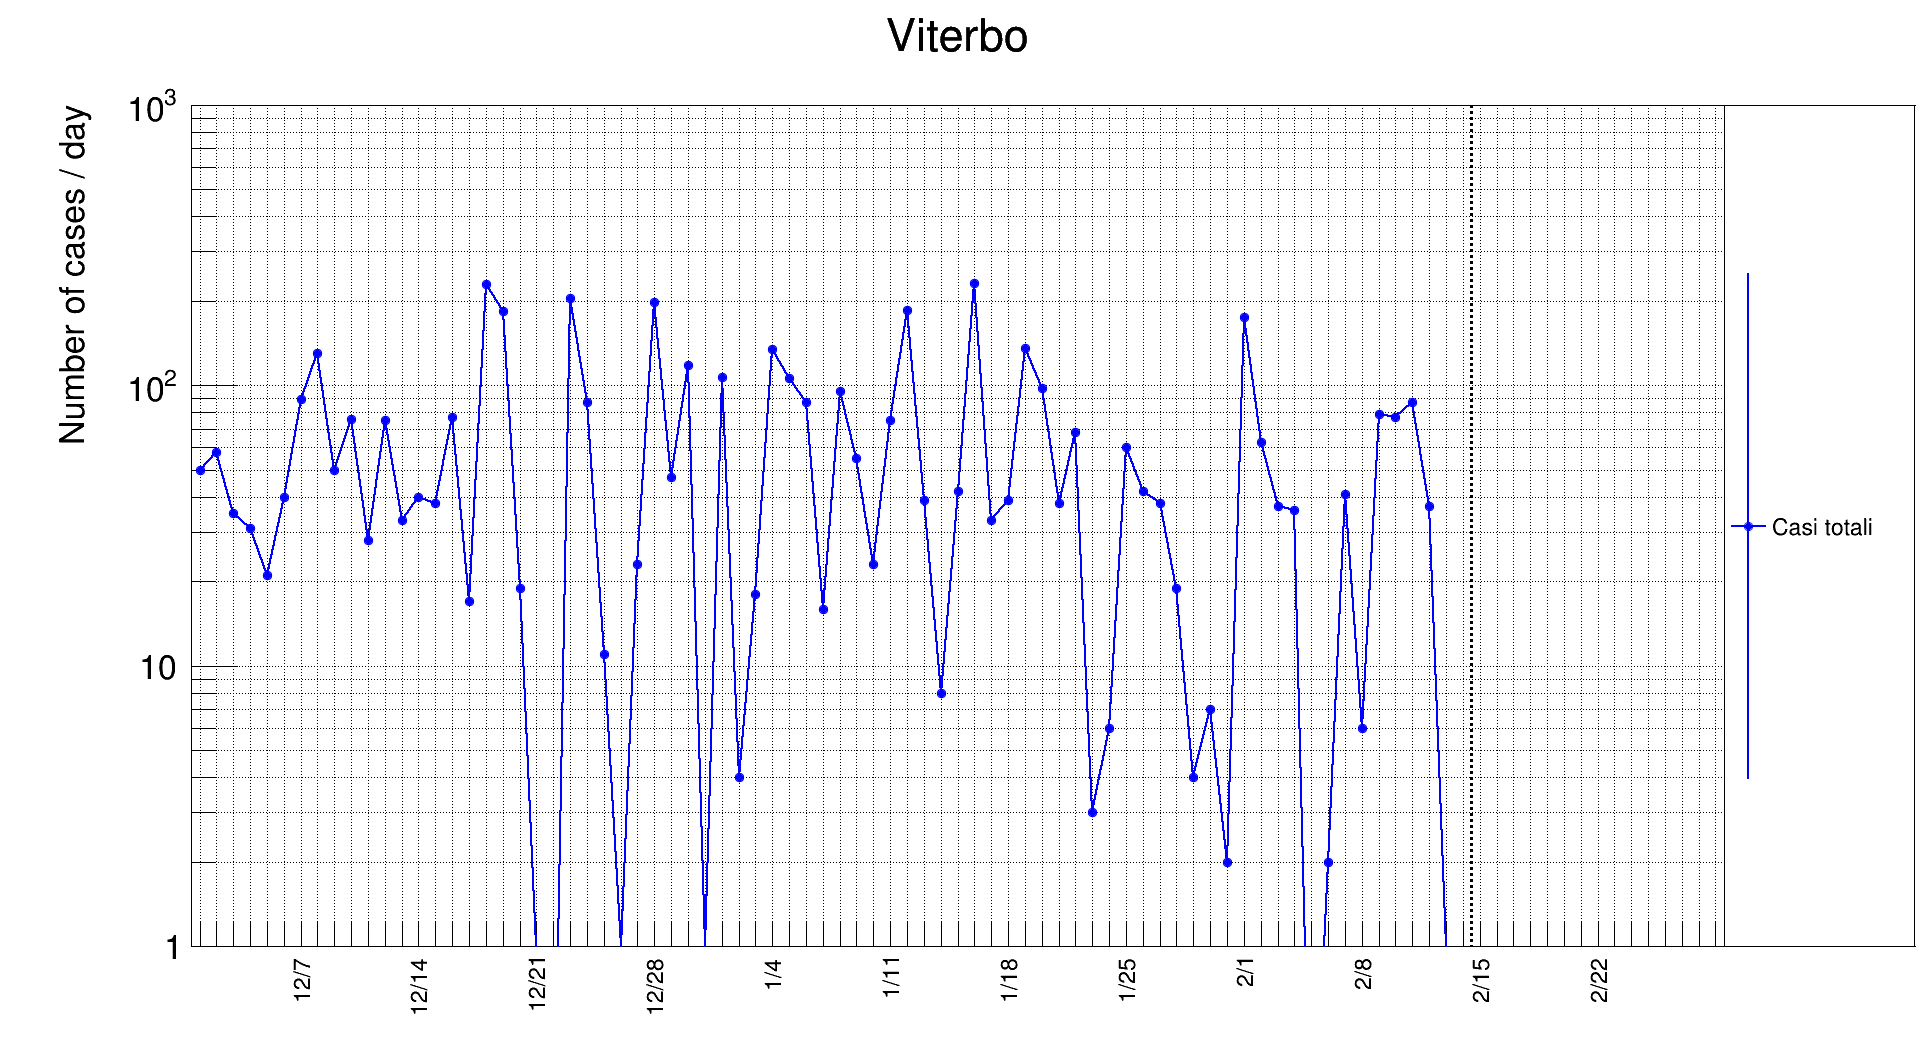 Viterbo
Number of cases / day
10³
10²
10
1
12/7 12/14 12/21 12/28 1/4 1/11 1/18 1/25 2/1 2/8 2/15 2/22
Casi totali